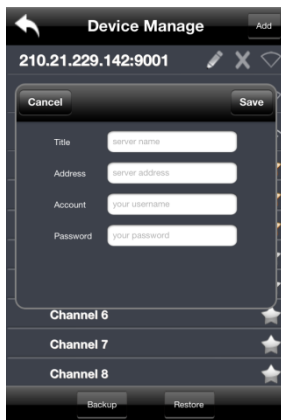 Device Manage Add
210.21.229.142:9001
Cancel Save
Title server name
Address server address
Account your username
Password your password
Channel 6
Channel 7
Channel 8
Backup Restore